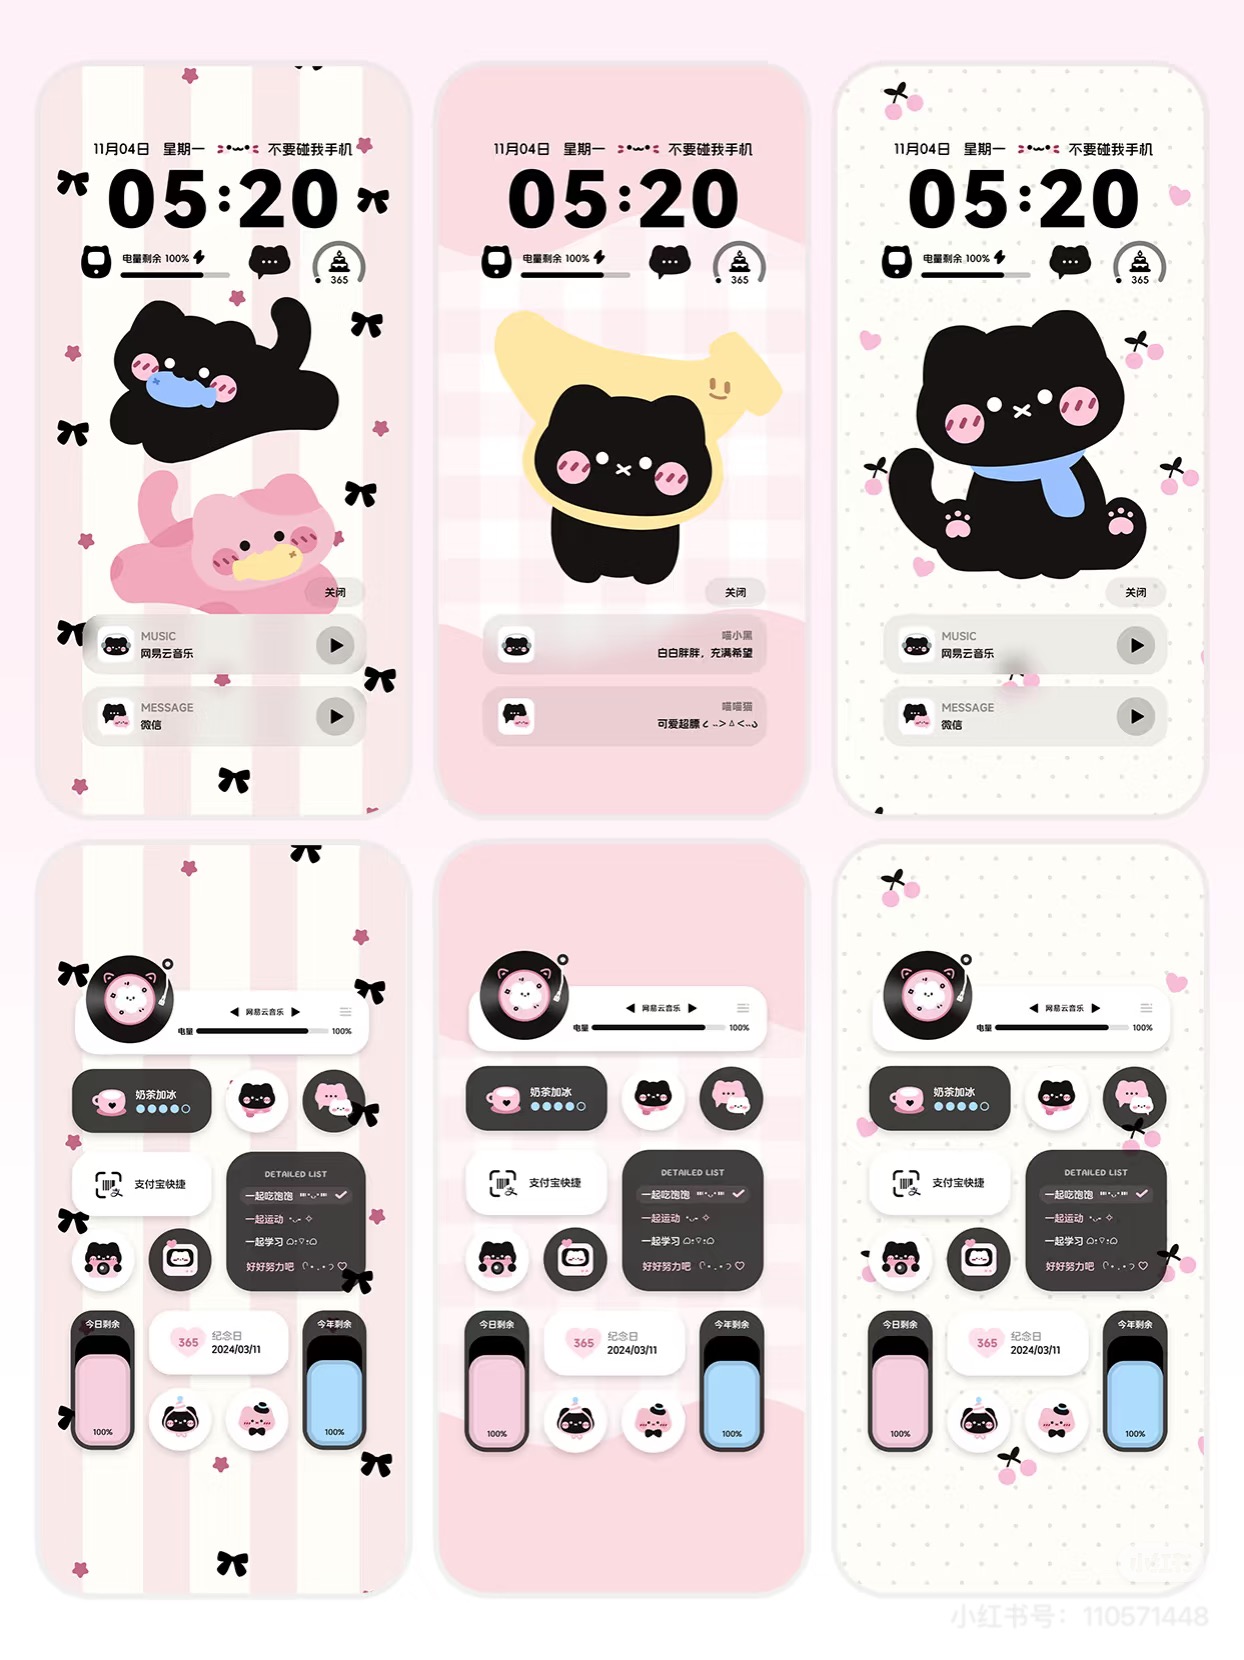 11月04日 星期一 不要碰我手机
05:20
电量剩余 100%
365
关闭
MUSIC
网易云音乐
MESSAGE
微信
11月04日 星期一 不要碰我手机
05:20
电量剩余 100%
365
关闭
喵小黑
白白胖胖，充满希望
喵喵猫
可爱超标
11月04日 星期一 不要碰我手机
05:20
电量剩余 100%
365
关闭
MUSIC
网易云音乐
MESSAGE
微信
网易云音乐
电量 100%
奶茶加冰
支付宝快捷
DETAILED LIST
一起吃饱饱
一起运动
一起学习
好好努力吧
今日剩余
100%
365
纪念日
2024/03/11
今年剩余
100%
网易云音乐
电量 100%
奶茶加冰
支付宝快捷
DETAILED LIST
一起吃饱饱
一起运动
一起学习
好好努力吧
今日剩余
100%
365
纪念日
2024/03/11
今年剩余
100%
网易云音乐
电量 100%
奶茶加冰
支付宝快捷
DETAILED LIST
一起吃饱饱
一起运动
一起学习
好好努力吧
今日剩余
100%
365
纪念日
2024/03/11
今年剩余
100%
小红书
小红书号：110571448